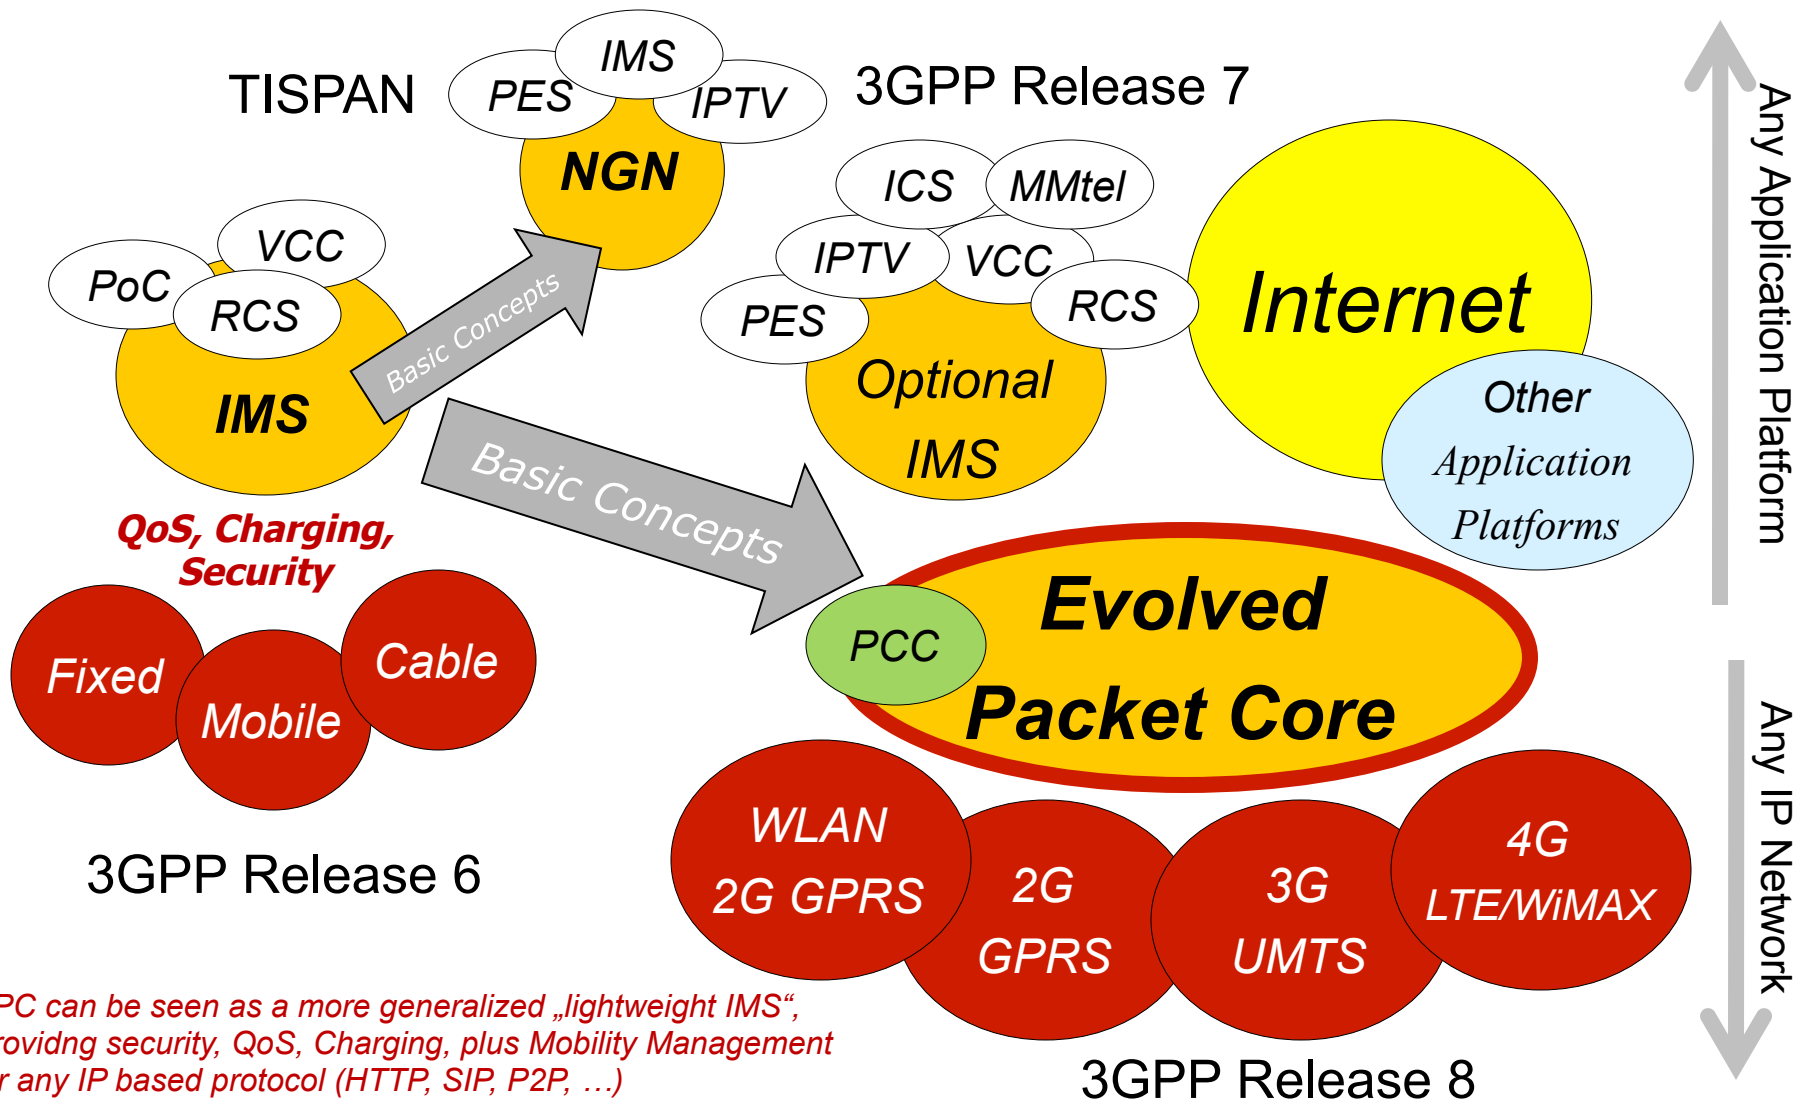 TISPAN
PES
IMS
IPTV
NGN
3GPP Release 7
PoC
VCC
RCS
IMS
Basic Concepts
Basic Concepts
QoS, Charging,
Security
Fixed
Mobile
Cable
3GPP Release 6
ICS
MMtel
IPTV
VCC
PES
RCS
Optional
IMS
Internet
Other
Application
Platforms
PCC
Evolved
Packet Core
WLAN
2G GPRS
2G
GPRS
3G
UMTS
4G
LTE/WiMAX
3GPP Release 8
Any Application Platform
Any IP Network
PC can be seen as a more generalized „lightweight IMS“,
rovidng security, QoS, Charging, plus Mobility Management
r any IP based protocol (HTTP, SIP, P2P, …)